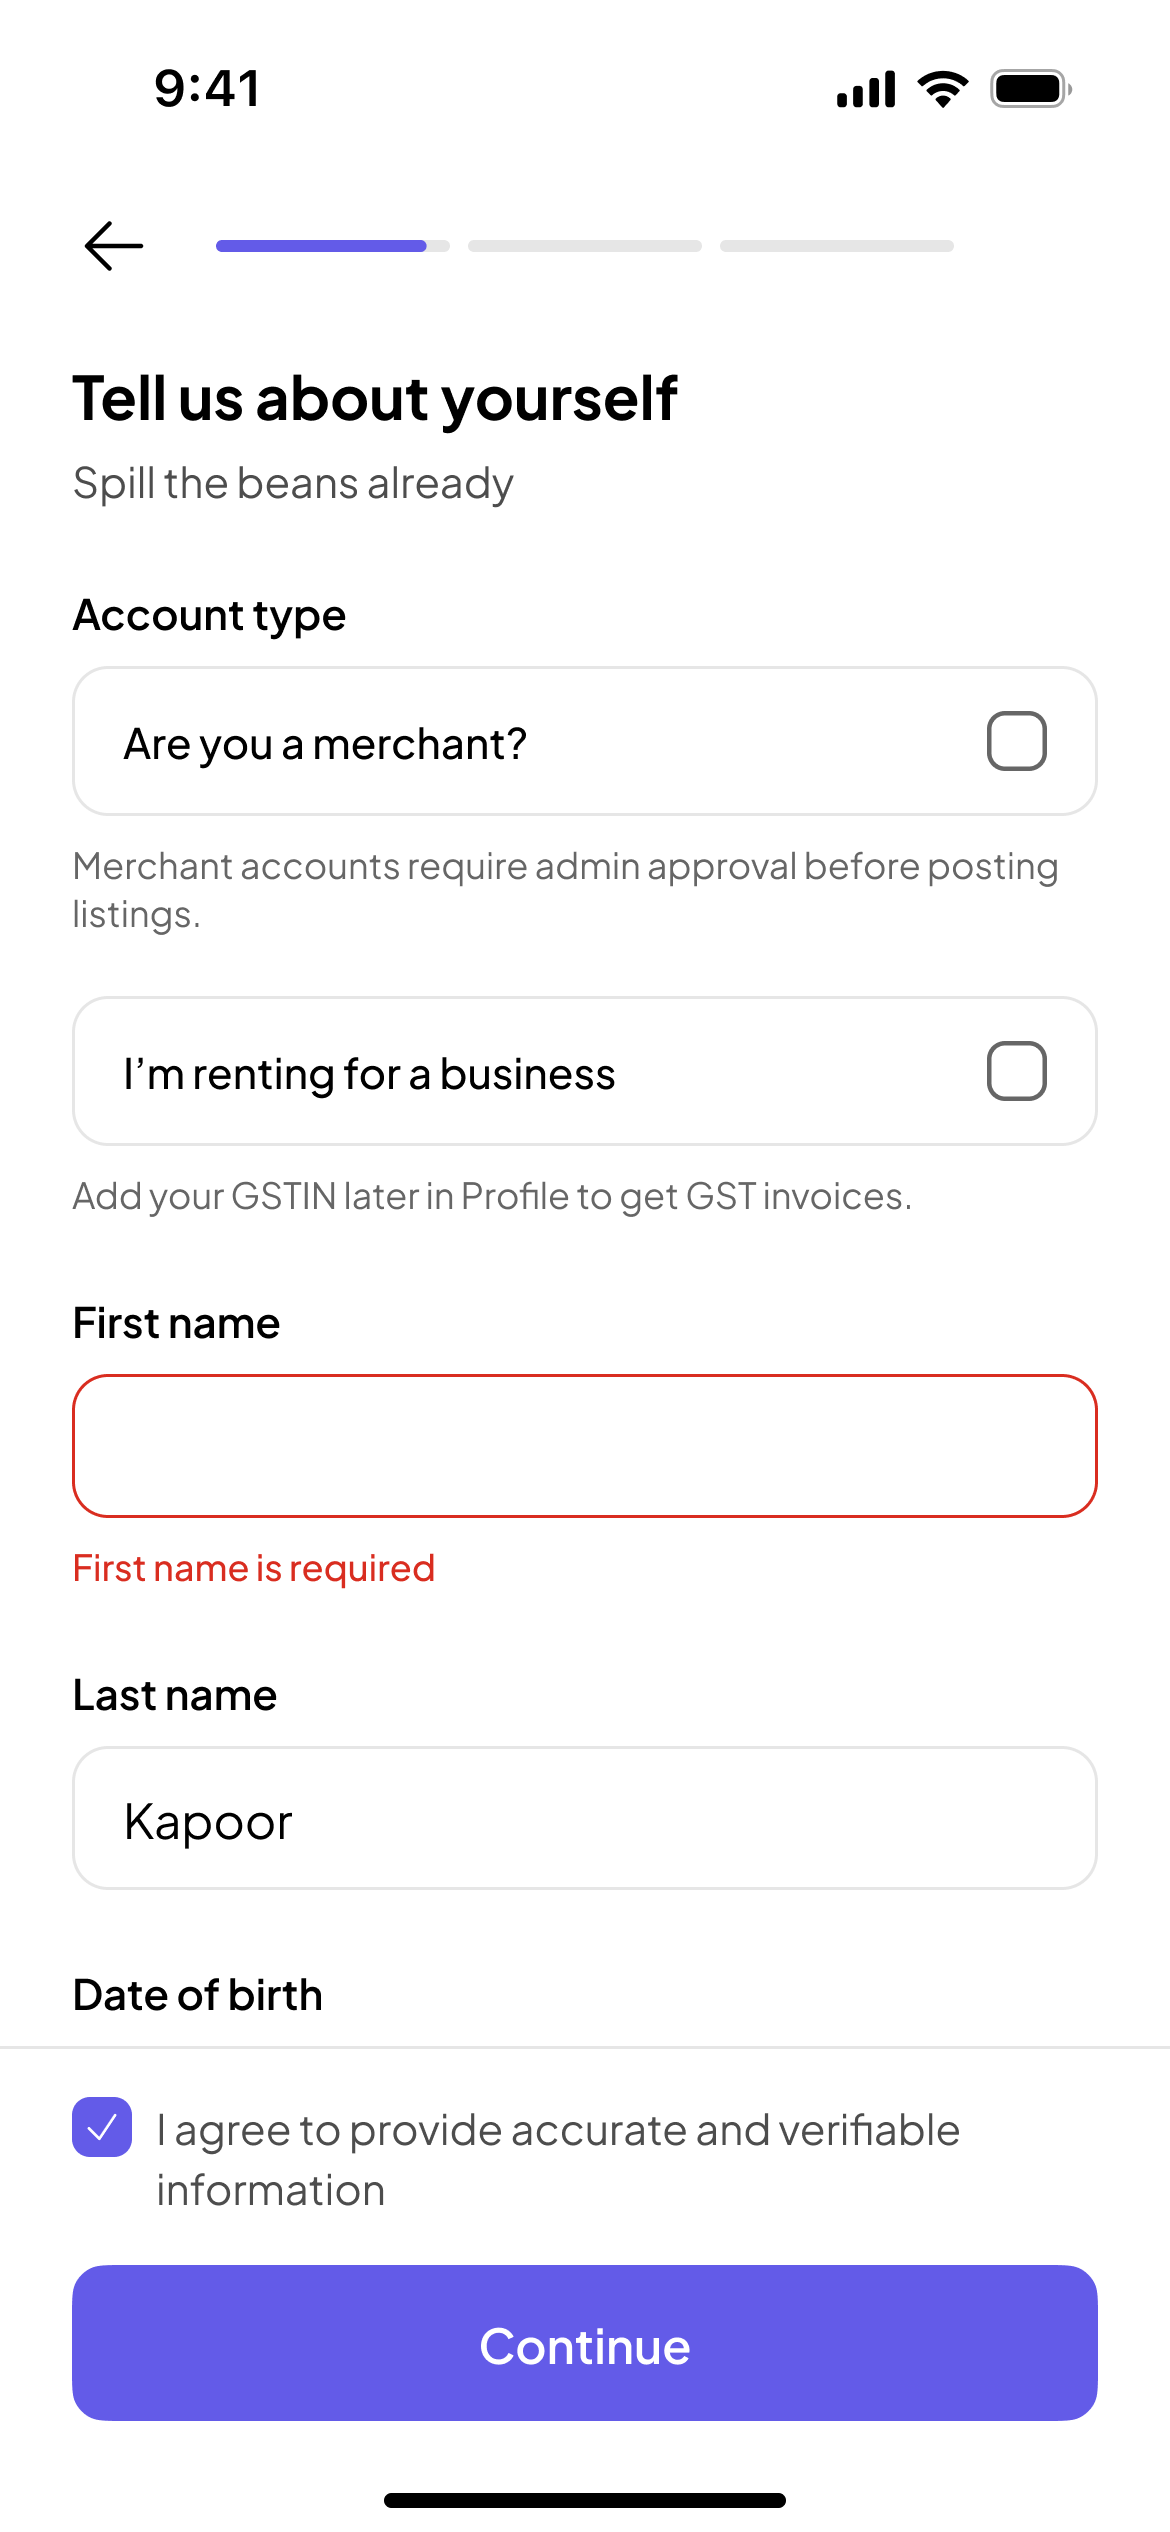 9:41
Tell us about yourself
Spill the beans already
Account type
Are you a merchant?
Merchant accounts require admin approval before posting
listings.
I’m renting for a business
Add your GSTIN later in Profile to get GST invoices.
First name
First name is required
Last name
Kapoor
Date of birth
I agree to provide accurate and verifiable
information
Continue